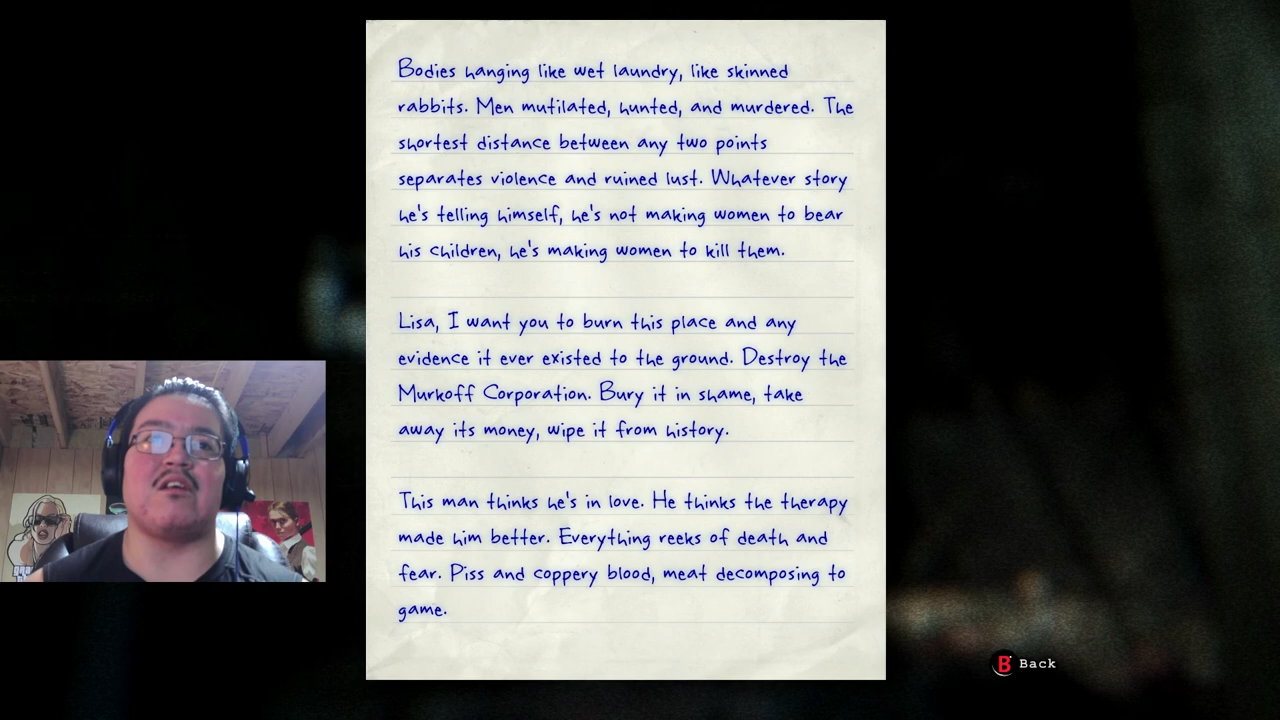 Bodies hanging like wet laundry, like skinned
rabbits. Men mutilated, hunted, and murdered. The
shortest distance between any two points
separates violence and ruined lust. Whatever story
he's telling himself, he's not making women to bear
his children, he's making women to kill them.
Lisa, I want you to burn this place and any
evidence it ever existed to the ground. Destroy the
Murkoff Corporation. Bury it in shame, take
away its money, wipe it from history.
This man thinks he's in love. He thinks the therapy
made him better. Everything reeks of death and
fear. Piss and coppery blood, meat decomposing to
game.
B Back